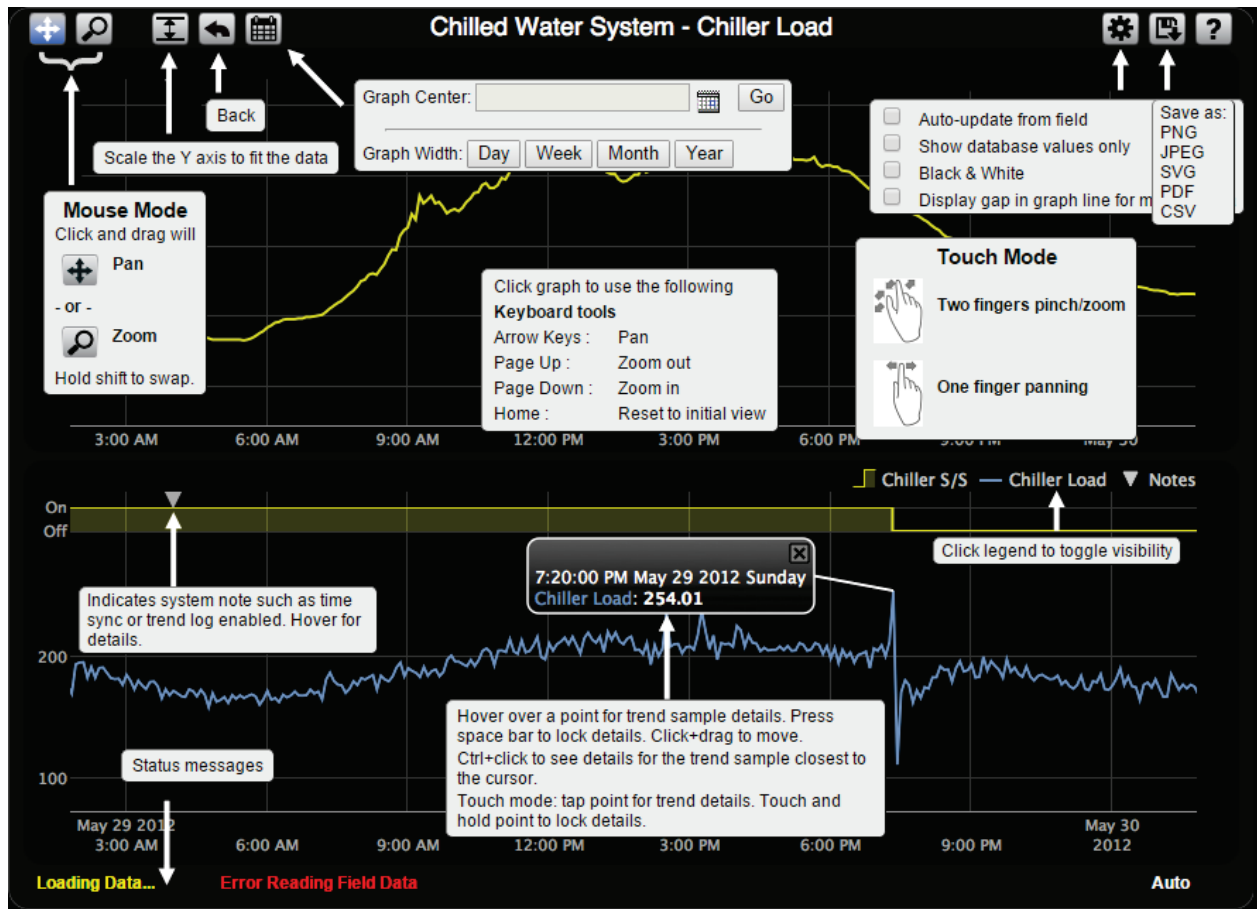 Chilled Water System - Chiller Load
?
Back
Scale the Y axis to fit the data
Graph Center:
Go
Graph Width: Day Week Month Year
Auto-update from field
Show database values only
Black & White
Display gap in graph line for m
Save as:
PNG
JPEG
SVG
PDF
CSV
Mouse Mode
Click and drag will
Pan
- or -
Zoom
Hold shift to swap.
Click graph to use the following
Keyboard tools
Arrow Keys : Pan
Page Up : Zoom out
Page Down : Zoom in
Home : Reset to initial view
Touch Mode
Two fingers pinch/zoom
One finger panning
3:00 AM 6:00 AM 9:00 AM 12:00 PM 3:00 PM 6:00 PM 9:00 PM May 30
Chiller S/S Chiller Load Notes
On
Off
Click legend to toggle visibility
7:20:00 PM May 29 2012 Sunday
Chiller Load: 254.01
Indicates system note such as time
sync or trend log enabled. Hover for
details.
200
Hover over a point for trend sample details. Press
space bar to lock details. Click+drag to move.
Ctrl+click to see details for the trend sample closest to
the cursor.
Touch mode: tap point for trend details. Touch and
hold point to lock details.
Status messages
100
May 29 2012
3:00 AM 6:00 AM 9:00 AM 12:00 PM 3:00 PM 6:00 PM 9:00 PM
May 30
2012
Loading Data... Error Reading Field Data Auto